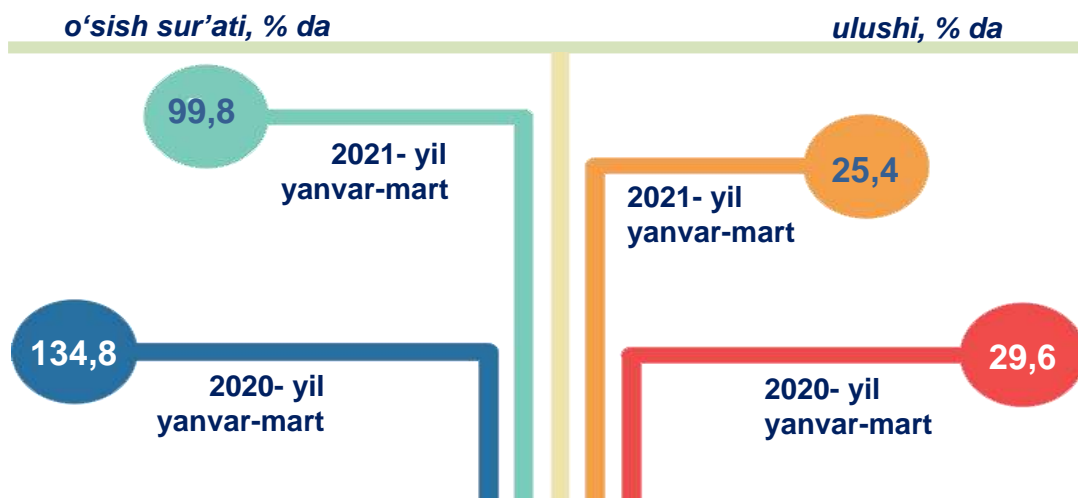 o‘sish sur’ati, % da
ulushi, % da
99,8
2021- yil
yanvar-mart
25,4
2021- yil
yanvar-mart
134,8
2020- yil
yanvar-mart
29,6
2020- yil
yanvar-mart